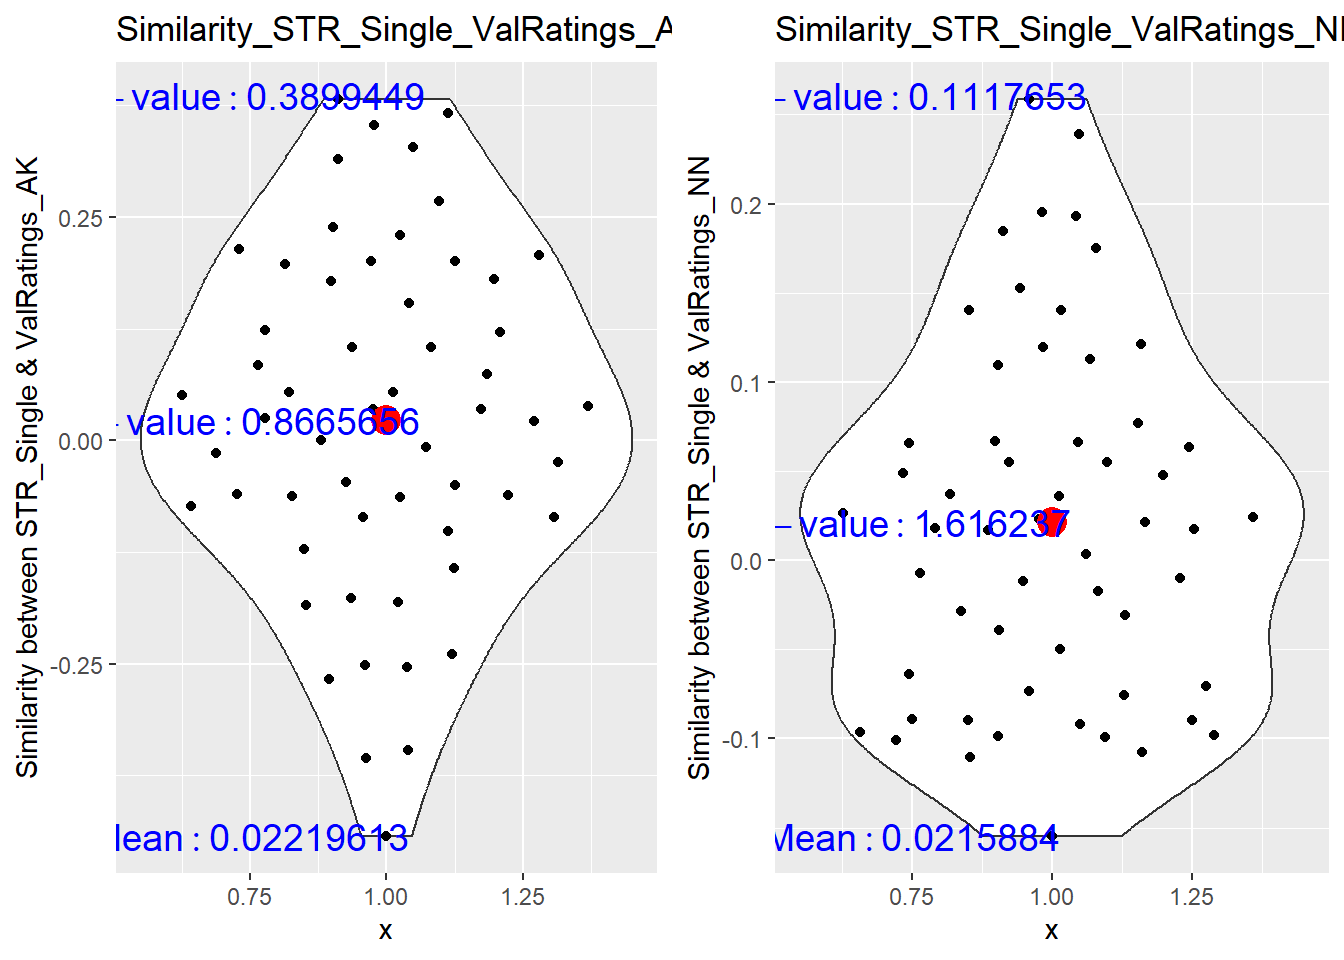 Similarity_STR_Single_ValRatings_A
Similarity between STR_Single & ValRatings_AK
- value : 0.3899449
0.25
value : 0.8665656
0.00
-0.25
Mean : 0.02219613
0.75 1.00 1.25
x
Similarity_STR_Single_ValRatings_N
Similarity between STR_Single & ValRatings_NN
- value : 0.1117653
0.2
0.1
- value : 1.616237
0.0
-0.1
Mean : 0.0215884
0.75 1.00 1.25
x